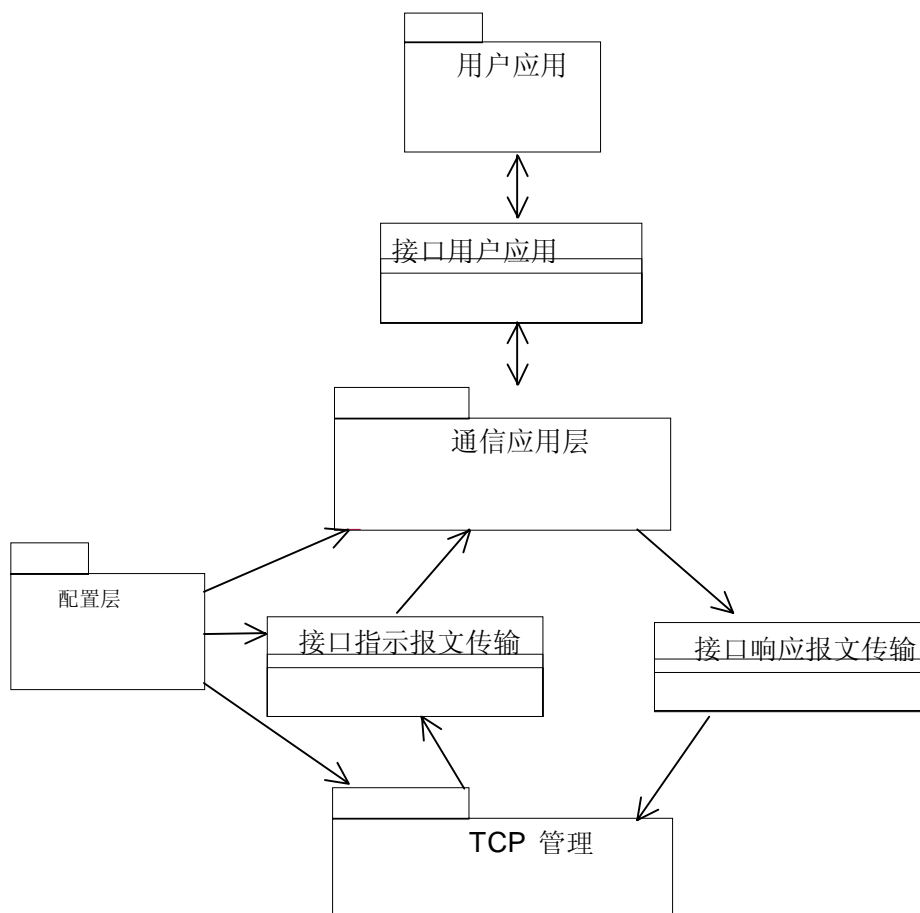 用户应用
接口用户应用
通信应用层
配置层
接口指示报文传输
接口响应报文传输
TCP 管理